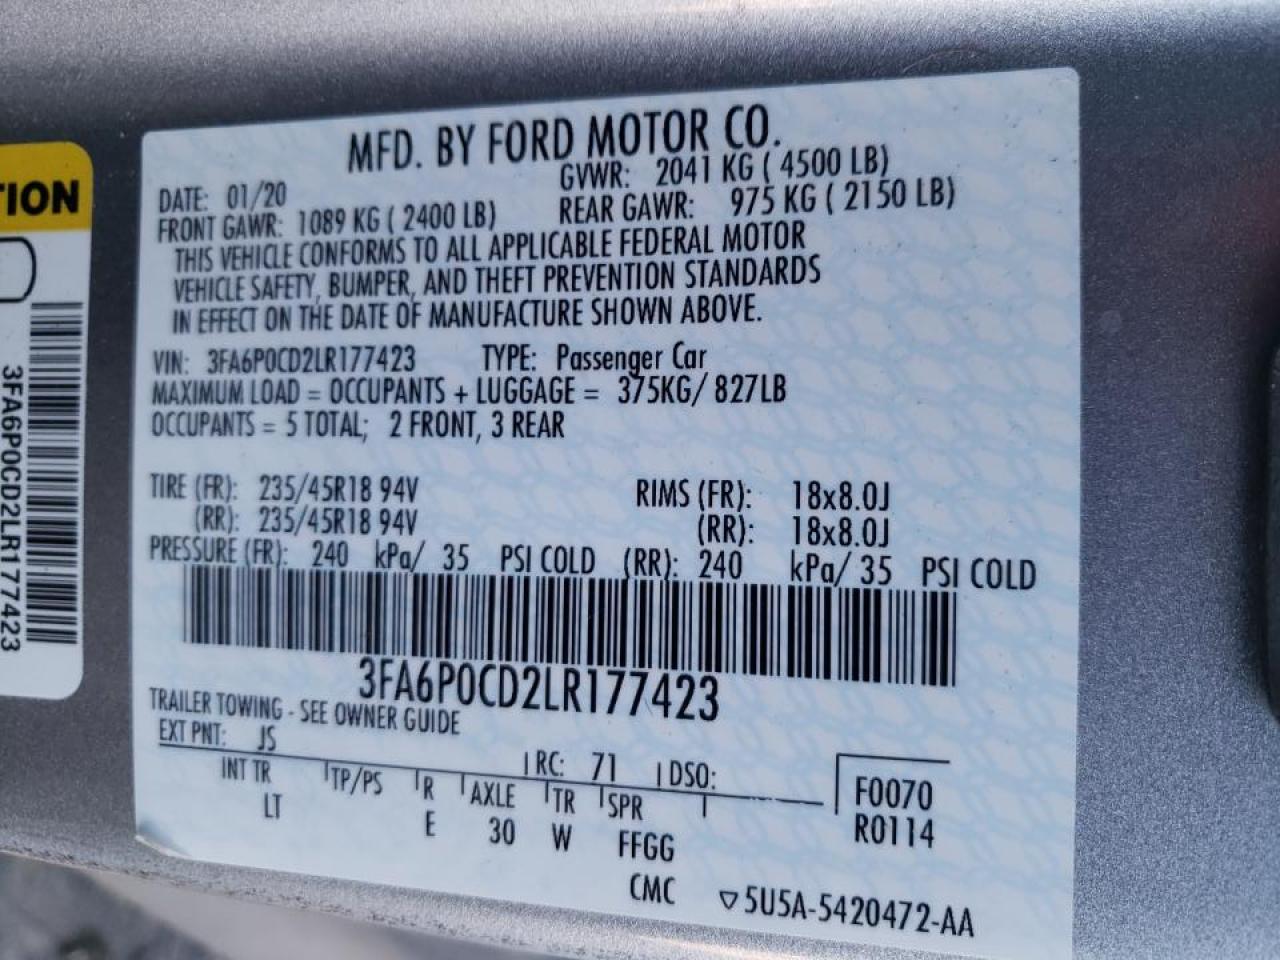 TION
3FA6P0CD2LR177423
MFD. BY FORD MOTOR CO.
DATE: 01/20 GVWR: 2041 KG ( 4500 LB)
FRONT GAWR: 1089 KG ( 2400 LB) REAR GAWR: 975 KG ( 2150 LB)
THIS VEHICLE CONFORMS TO ALL APPLICABLE FEDERAL MOTOR
VEHICLE SAFETY, BUMPER, AND THEFT PREVENTION STANDARDS
IN EFFECT ON THE DATE OF MANUFACTURE SHOWN ABOVE.
VIN: 3FA6P0CD2LR177423 TYPE: Passenger Car
MAXIMUM LOAD = OCCUPANTS + LUGGAGE = 375KG/ 827LB
OCCUPANTS = 5 TOTAL; 2 FRONT, 3 REAR
TIRE (FR): 235/45R18 94V RIMS (FR): 18x8.0J
(RR): 235/45R18 94V (RR): 18x8.0J
PRESSURE (FR): 240 kPa/ 35 PSI COLD (RR): 240 kPa/ 35 PSI COLD
3FA6P0CD2LR177423
TRAILER TOWING - SEE OWNER GUIDE
EXT PNT: JS RC: 71 DSO:
INT TR TP/PS R AXLE TR SPR F0070
LT E 30 W FFGG R0114
CMC ▽5U5A-5420472-AA